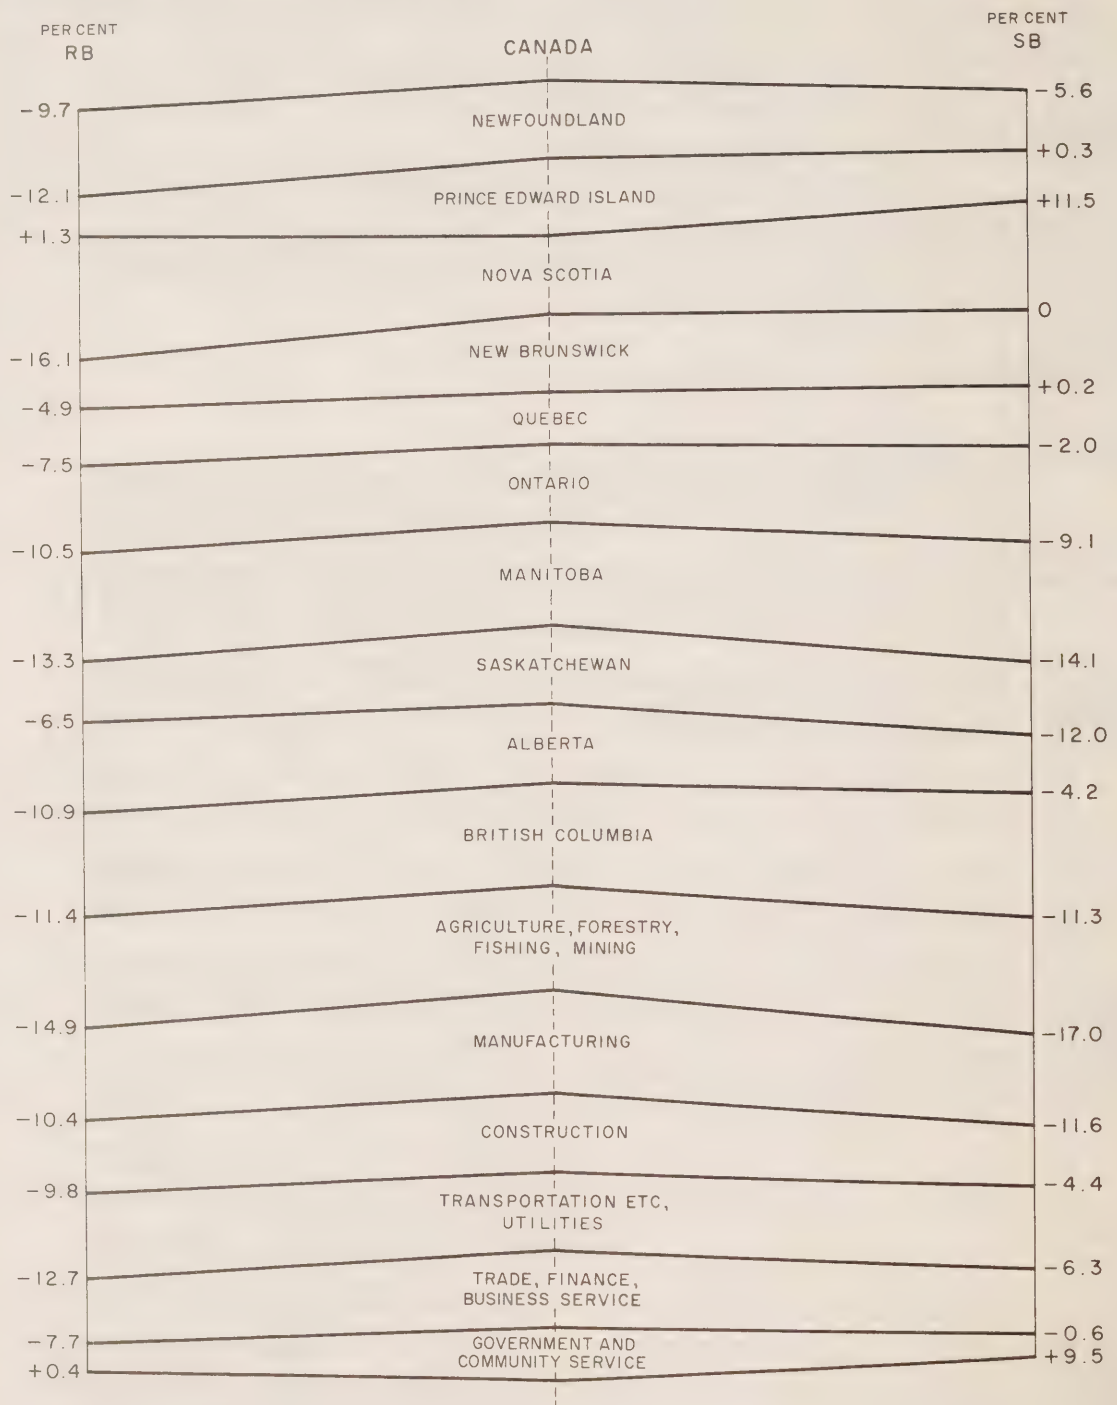 PER CENT
RB
CANADA
PER CENT
SB
-9.7
-5.6
NEWFOUNDLAND
-12.1
+0.3
PRINCE EDWARD ISLAND
+1.3
+11.5
NOVA SCOTIA
-16.1
0
NEW BRUNSWICK
-4.9
+0.2
QUEBEC
-7.5
-2.0
ONTARIO
-10.5
-9.1
MANITOBA
-13.3
-14.1
SASKATCHEWAN
-6.5
-12.0
ALBERTA
-10.9
-4.2
BRITISH COLUMBIA
-11.4
-11.3
AGRICULTURE, FORESTRY,
FISHING, MINING
-14.9
-17.0
MANUFACTURING
-10.4
-11.6
CONSTRUCTION
-9.8
-4.4
TRANSPORTATION ETC,
UTILITIES
-12.7
-6.3
TRADE, FINANCE,
BUSINESS SERVICE
-7.7
-0.6
GOVERNMENT AND
COMMUNITY SERVICE
+0.4
+9.5